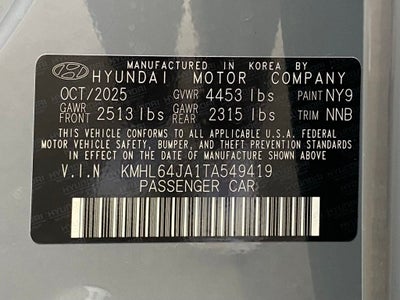 MANUFACTURED IN KOREA BY
HYUNDAI MOTOR COMPANY
OCT/2025 GVWR 4453 lbs PAINT NY9
GAWR FRONT 2513 lbs GAWR REAR 2315 lbs TRIM NNB
THIS VEHICLE CONFORMS TO ALL APPLICABLE U.S.A. FEDERAL
MOTOR VEHICLE SAFETY, BUMPER, AND THEFT
PREVENTION STANDARDS IN EFFECT ON THE DATE OF
MANUFACTURE SHOWN ABOVE.
V.I.N KMHL64JA1TA549419
PASSENGER CAR